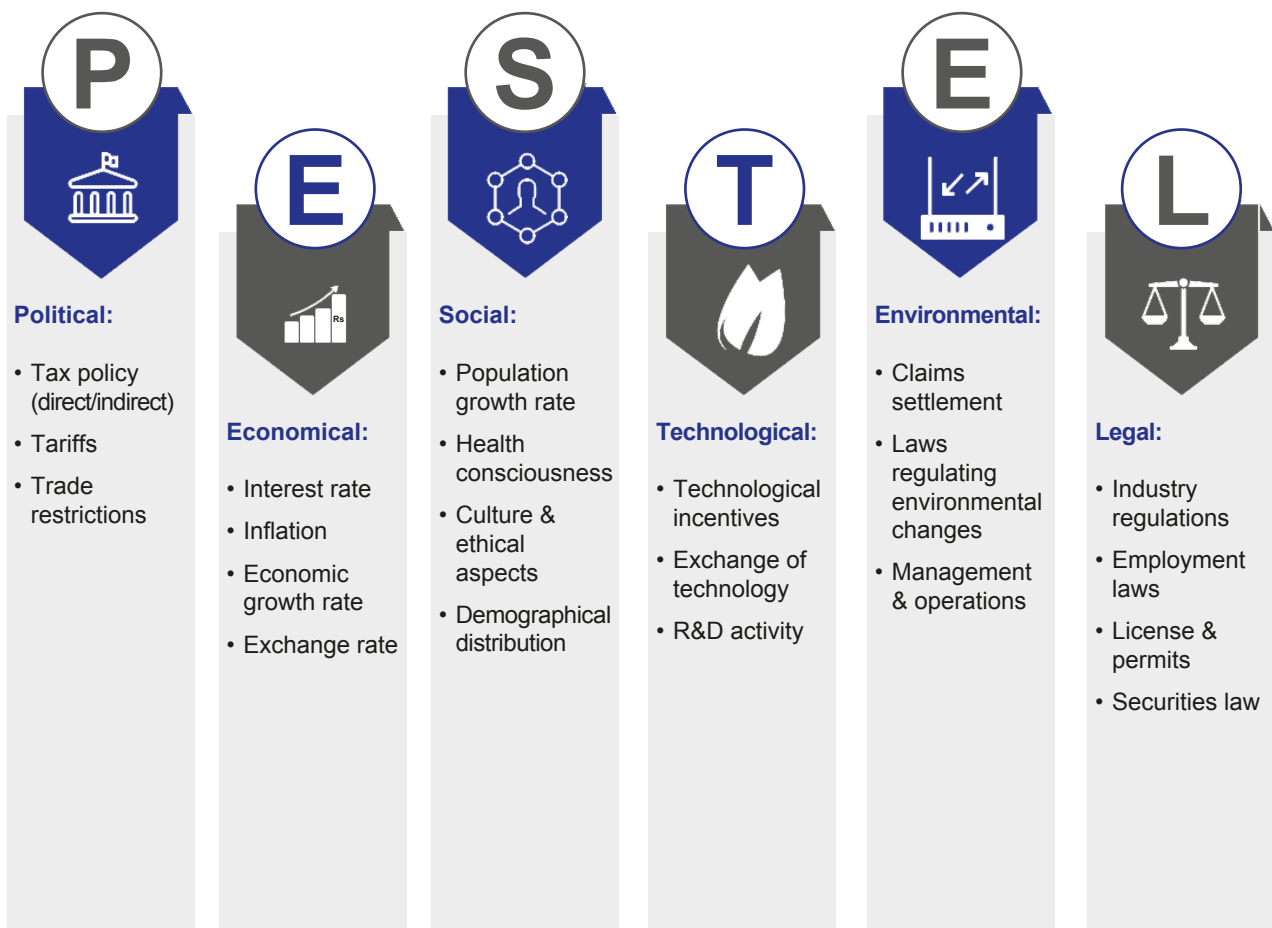 P
Political:
• Tax policy
(direct/indirect)
• Tariffs
• Trade
restrictions
E
Rs
Economical:
• Interest rate
• Inflation
• Economic
growth rate
• Exchange rate
S
Social:
• Population
growth rate
• Health
consciousness
• Culture &
ethical
aspects
• Demographical
distribution
T
Technological:
• Technological
incentives
• Exchange of
technology
• R&D activity
E
Environmental:
• Claims
settlement
• Laws
regulating
environmental
changes
• Management
& operations
L
Legal:
• Industry
regulations
• Employment
laws
• License &
permits
• Securities law